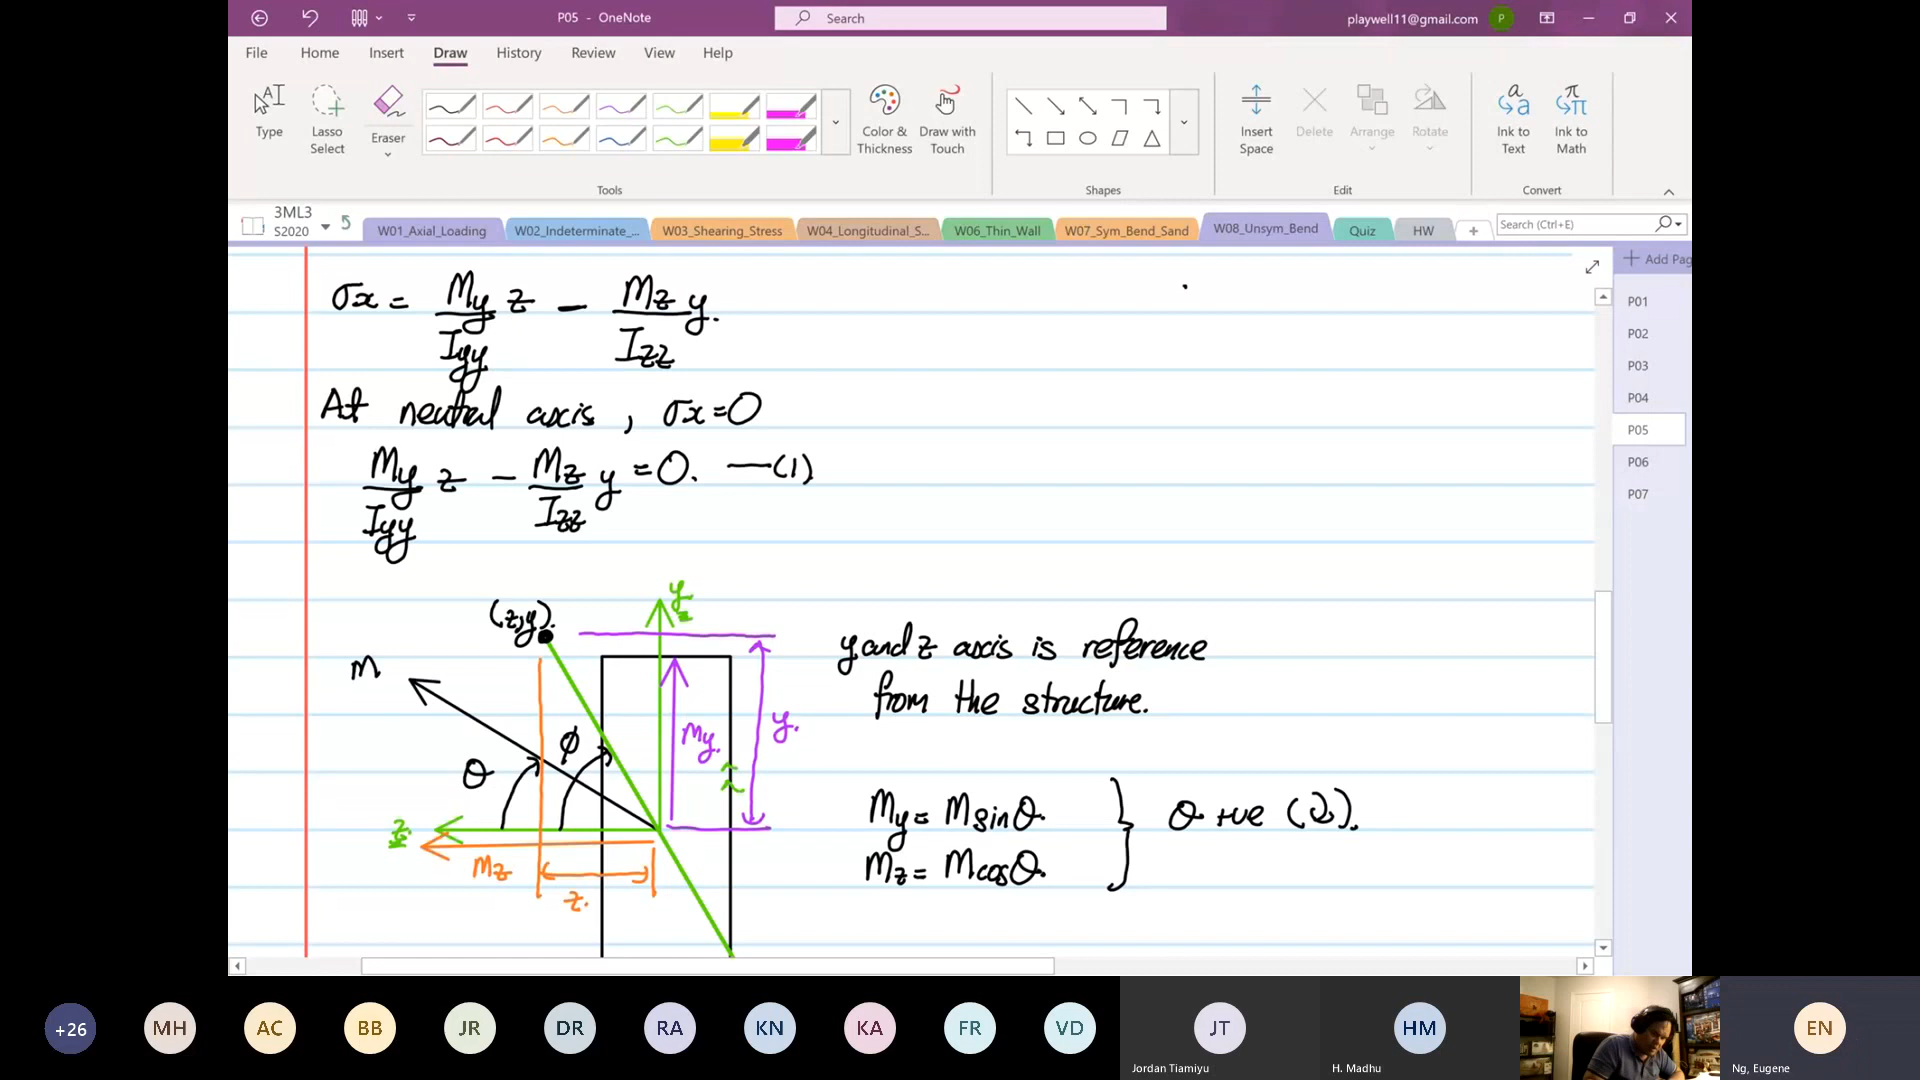 P05 - OneNote
Search
playwell11@gmail.com
P
File Home Insert Draw History Review View Help
Type
Lasso Select
Eraser
Color & Thickness
Draw with Touch
Insert Space
Delete
Arrange
Rotate
Ink to Text
Ink to Math
Tools Shapes Edit Convert
3ML3 S2020
W01_Axial_Loading W02_Indeterminate_... W03_Shearing_Stress W04_Longitudinal_S... W06_Thin_Wall W07_Sym_Bend_Sand W08_Unsym_Bend Quiz HW
Search (Ctrl+E)
Add Pag
P01
P02
P03
P04
P05
P06
P07
σx = My/Iyy z - Mz/Izz y.
At neutral axis, σx=0
My/Iyy z - Mz/Izz y = 0. —(1)
(z,y).
y
M
ϕ
θ
My.
y.
z.
Mz
z.
y and z axis is reference
from the structure.
My = M sinθ.
Mz = M cosθ.
θ +ve (2).
+26 MH AC BB JR DR RA KN KA FR VD JT HM EN
Jordan Tiamiyu
H. Madhu
Ng, Eugene